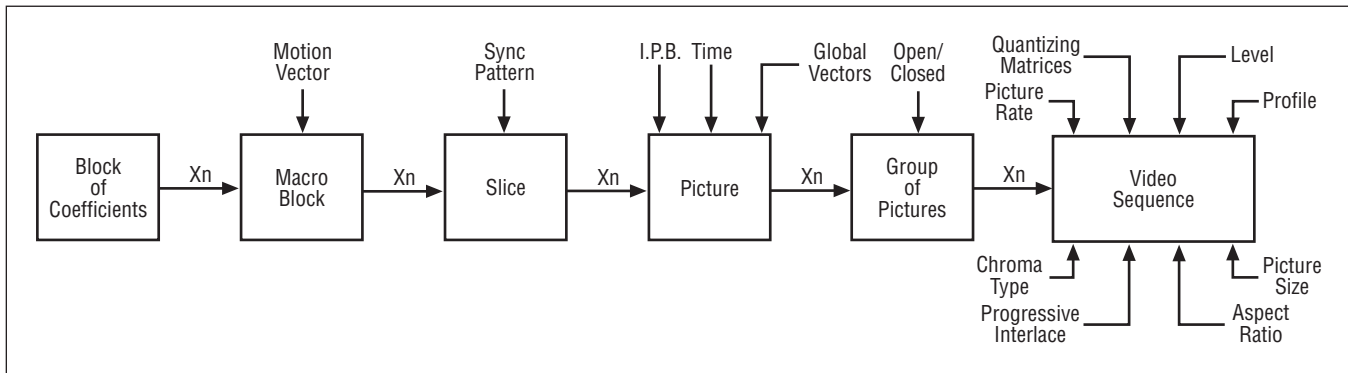 Motion
Vector
Sync
Pattern
I.P.B. Time
Global
Vectors
Open/
Closed
Quantizing
Matrices
Level
Picture
Rate
Profile
Block
of
Coefficients
Xn
Macro
Block
Xn
Slice
Xn
Picture
Xn
Group
of
Pictures
Xn
Video
Sequence
Chroma
Type
Progressive
Interlace
Aspect
Ratio
Picture
Size